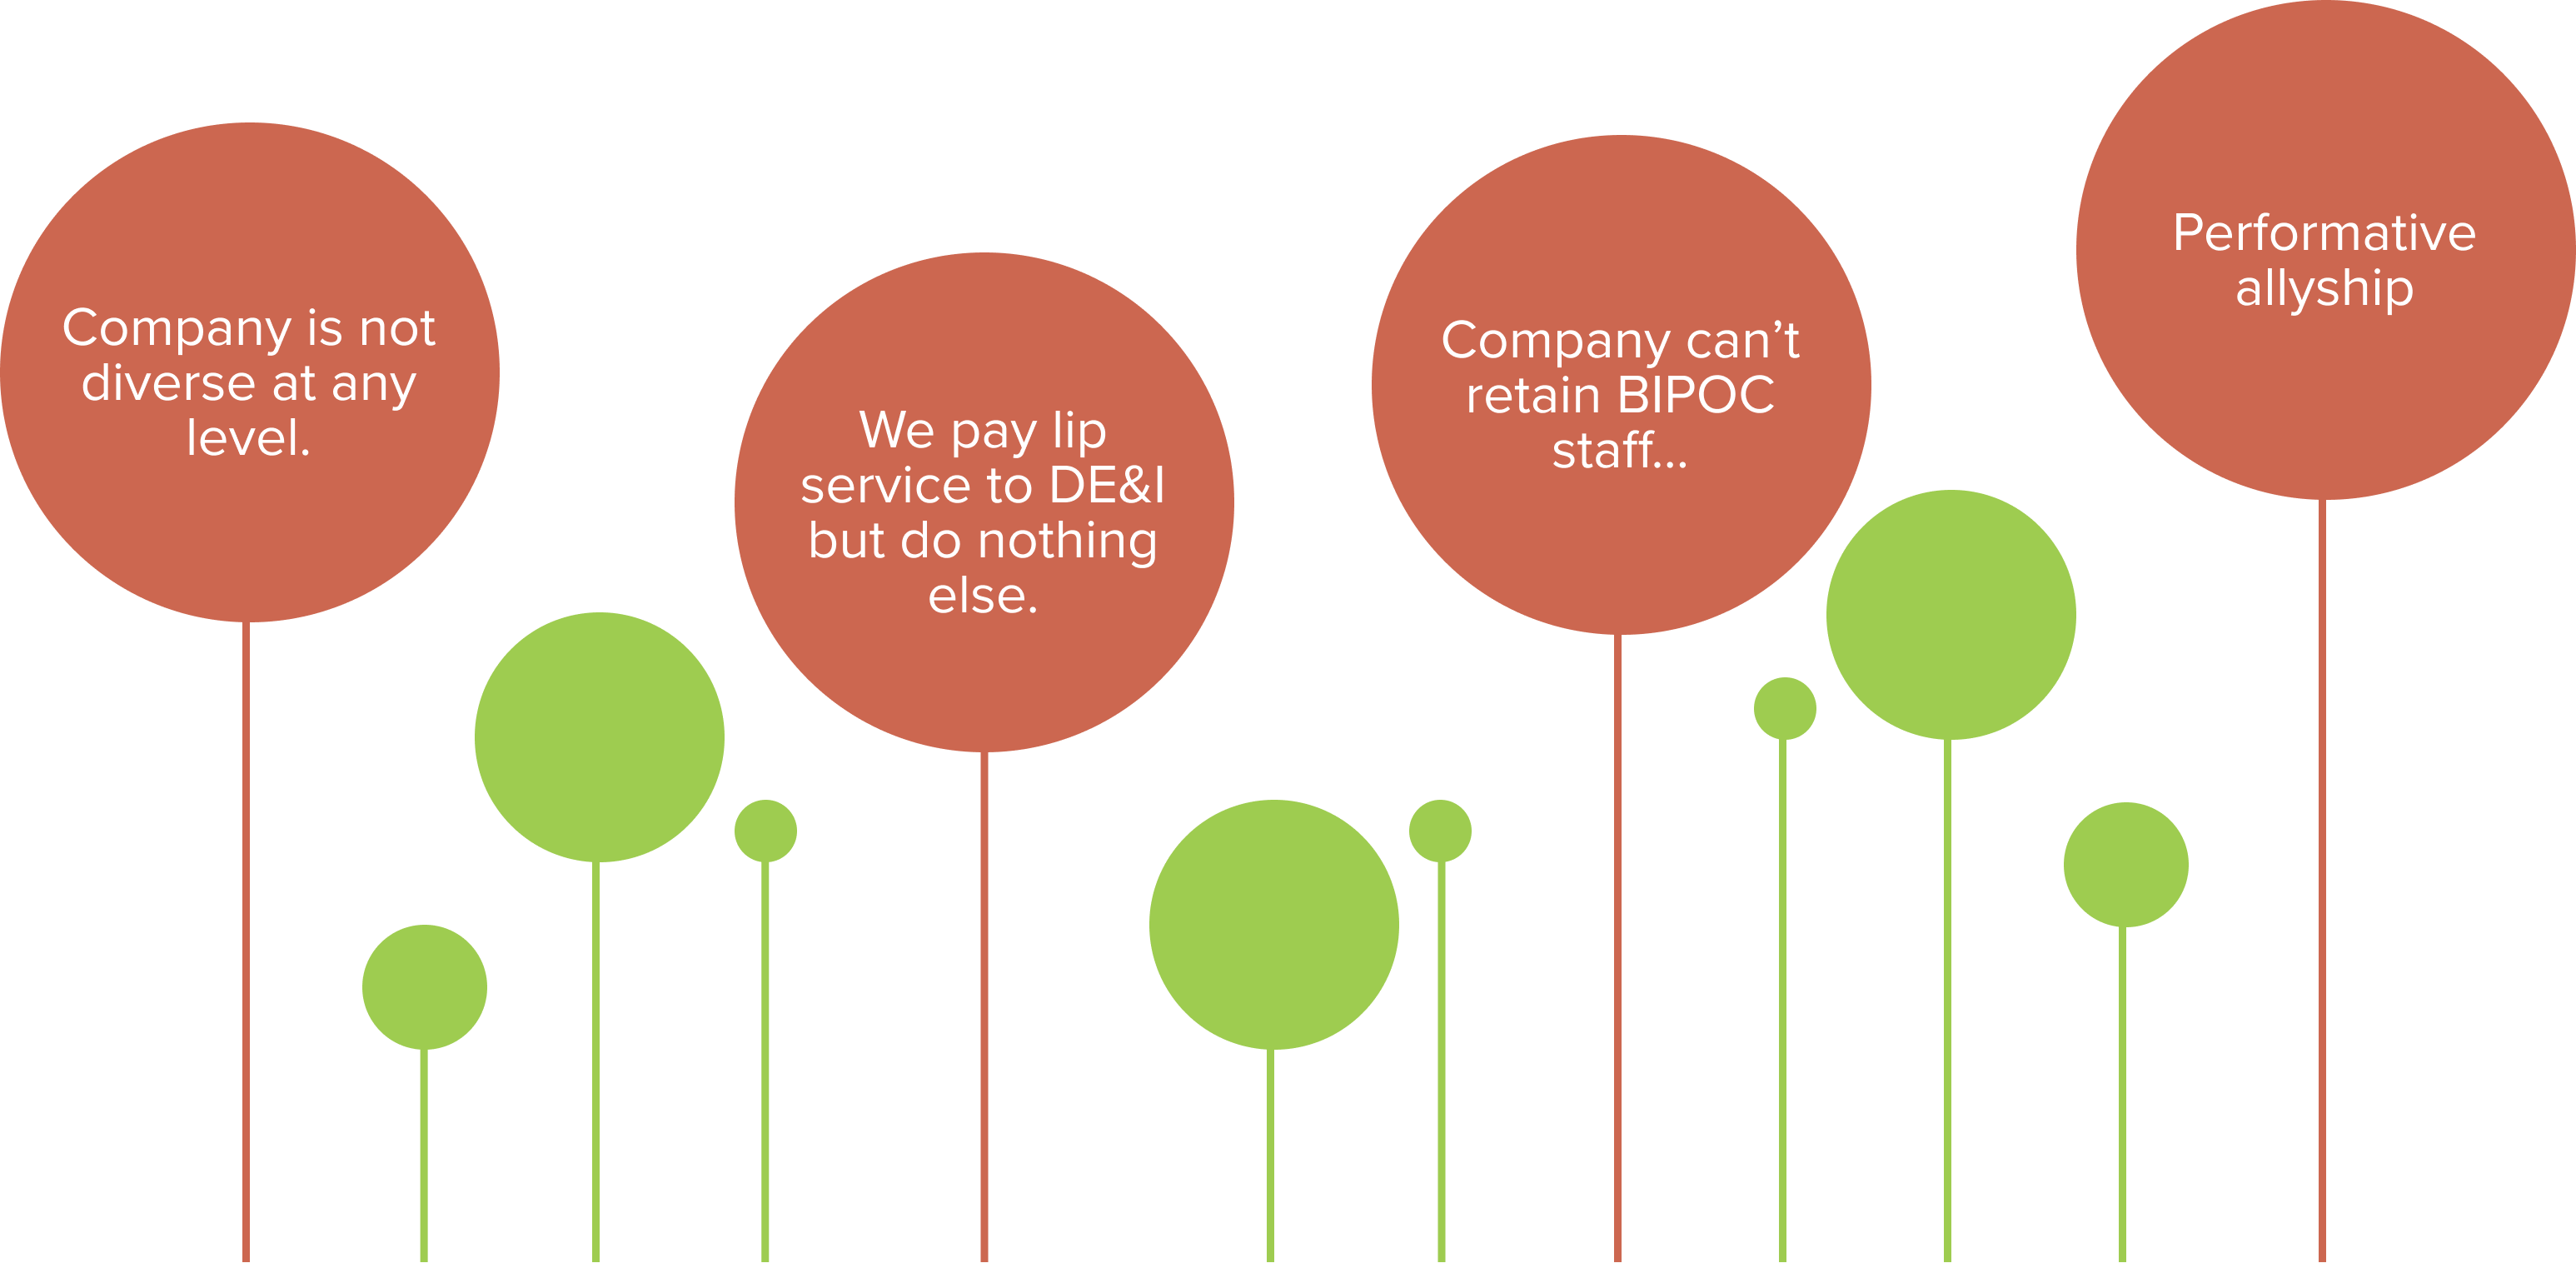 Company is not
diverse at any
level.
We pay lip
service to DE&I
but do nothing
else.
Company can’t
retain BIPOC
staff...
Performative
allyship